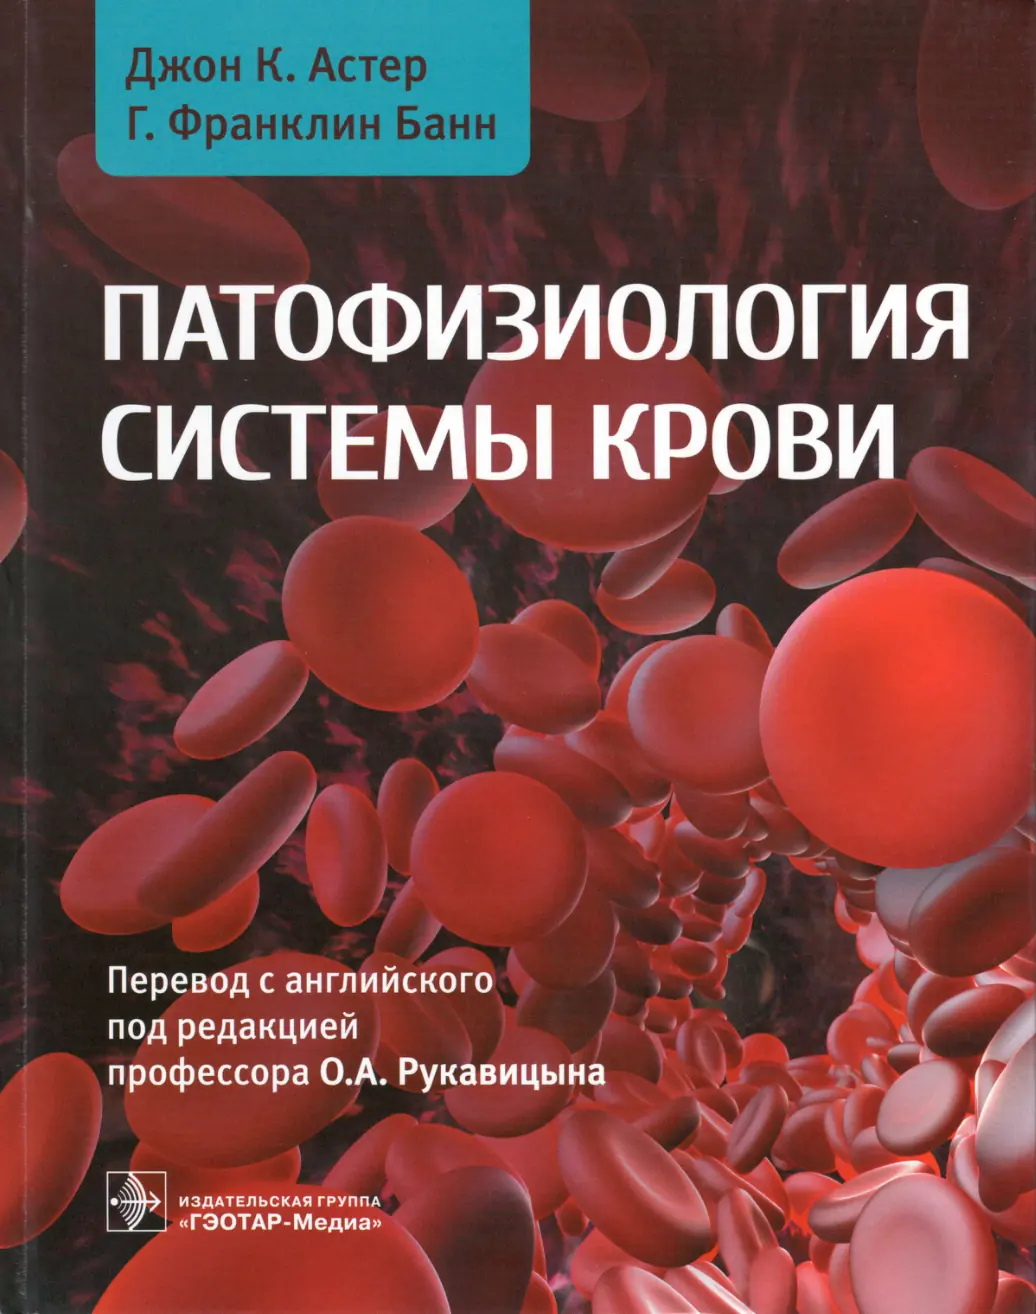 Джон К. Астер
Г. Франклин Банн
ПАТОФИЗИОЛОГИЯ
СИСТЕМЫ КРОВИ
Перевод с английского
под редакцией
профессора О.А. Рукавицына
ИЗДАТЕЛЬСКАЯ ГРУППА
«ГЭОТАР-Медиа»